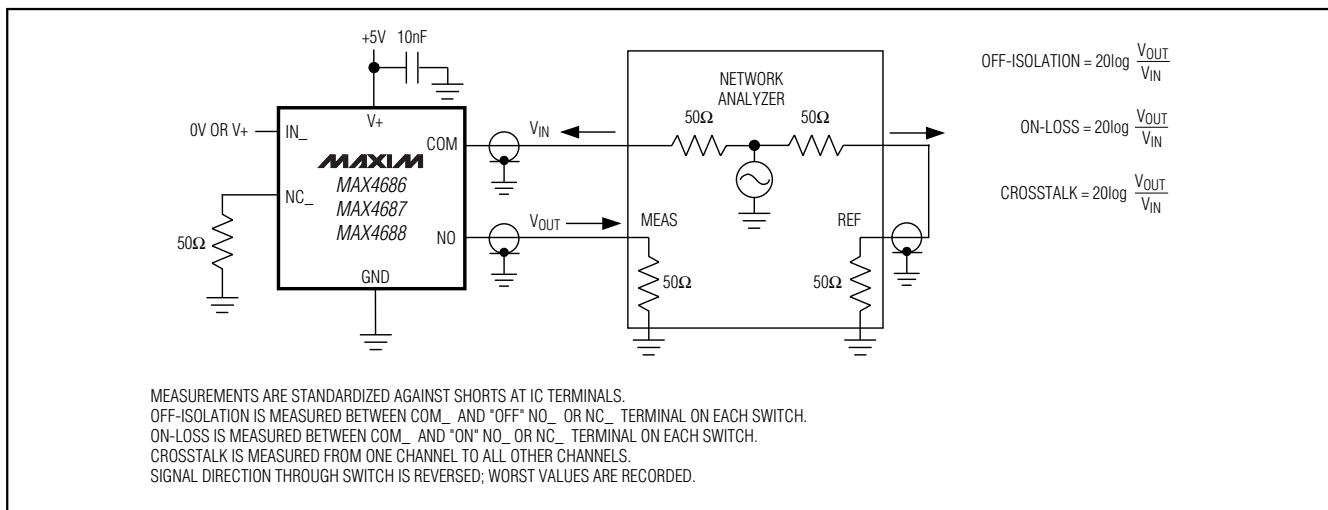 +5V 10nF
V+
0V OR V+
IN_
COM
MAXIM
MAX4686
MAX4687
MAX4688
NC_
NO
50Ω
GND
V_IN
V_OUT
NETWORK
ANALYZER
50Ω 50Ω
MEAS REF
50Ω 50Ω
OFF-ISOLATION = 20log V_OUT / V_IN
ON-LOSS = 20log V_OUT / V_IN
CROSSTALK = 20log V_OUT / V_IN
MEASUREMENTS ARE STANDARDIZED AGAINST SHORTS AT IC TERMINALS.
OFF-ISOLATION IS MEASURED BETWEEN COM_ AND "OFF" NO_ OR NC_ TERMINAL ON EACH SWITCH.
ON-LOSS IS MEASURED BETWEEN COM_ AND "ON" NO_ OR NC_ TERMINAL ON EACH SWITCH.
CROSSTALK IS MEASURED FROM ONE CHANNEL TO ALL OTHER CHANNELS.
SIGNAL DIRECTION THROUGH SWITCH IS REVERSED; WORST VALUES ARE RECORDED.